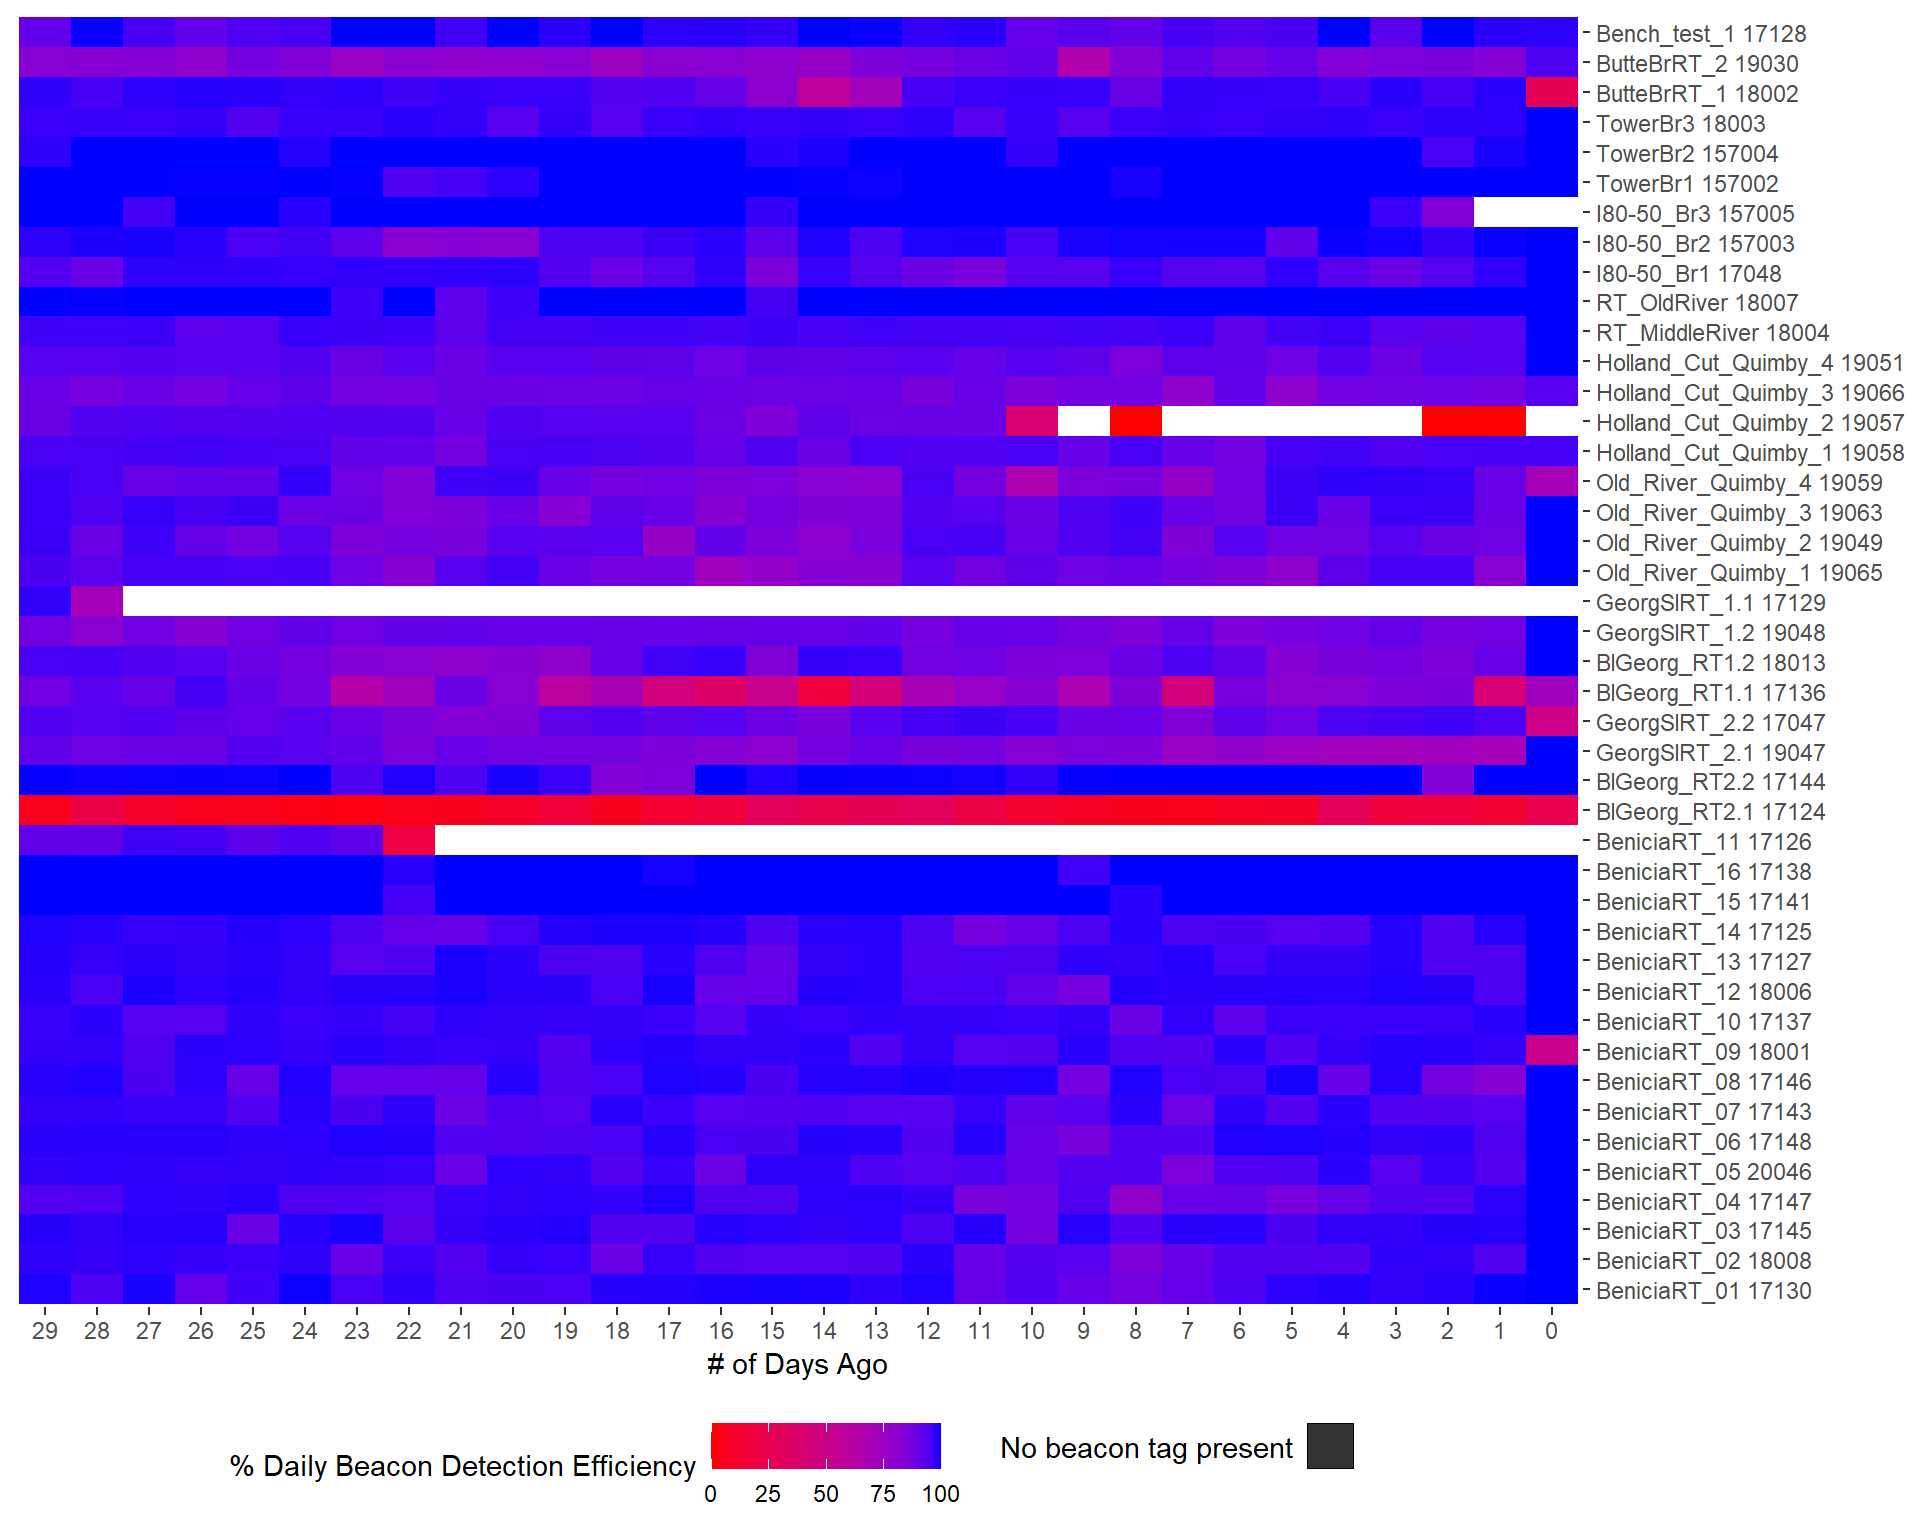 Bench_test_1 17128
ButteBrRT_2 19030
ButteBrRT_1 18002
TowerBr3 18003
TowerBr2 157004
TowerBr1 157002
I80-50_Br3 157005
I80-50_Br2 157003
I80-50_Br1 17048
RT_OldRiver 18007
RT_MiddleRiver 18004
Holland_Cut_Quimby_4 19051
Holland_Cut_Quimby_3 19066
Holland_Cut_Quimby_2 19057
Holland_Cut_Quimby_1 19058
Old_River_Quimby_4 19059
Old_River_Quimby_3 19063
Old_River_Quimby_2 19049
Old_River_Quimby_1 19065
GeorgSlRT_1.1 17129
GeorgSlRT_1.2 19048
BlGeorg_RT1.2 18013
BlGeorg_RT1.1 17136
GeorgSlRT_2.2 17047
GeorgSlRT_2.1 19047
BlGeorg_RT2.2 17144
BlGeorg_RT2.1 17124
BeniciaRT_11 17126
BeniciaRT_16 17138
BeniciaRT_15 17141
BeniciaRT_14 17125
BeniciaRT_13 17127
BeniciaRT_12 18006
BeniciaRT_10 17137
BeniciaRT_09 18001
BeniciaRT_08 17146
BeniciaRT_07 17143
BeniciaRT_06 17148
BeniciaRT_05 20046
BeniciaRT_04 17147
BeniciaRT_03 17145
BeniciaRT_02 18008
BeniciaRT_01 17130
29 28 27 26 25 24 23 22 21 20 19 18 17 16 15 14 13 12 11 10 9 8 7 6 5 4 3 2 1 0
# of Days Ago
% Daily Beacon Detection Efficiency
0 25 50 75 100
No beacon tag present